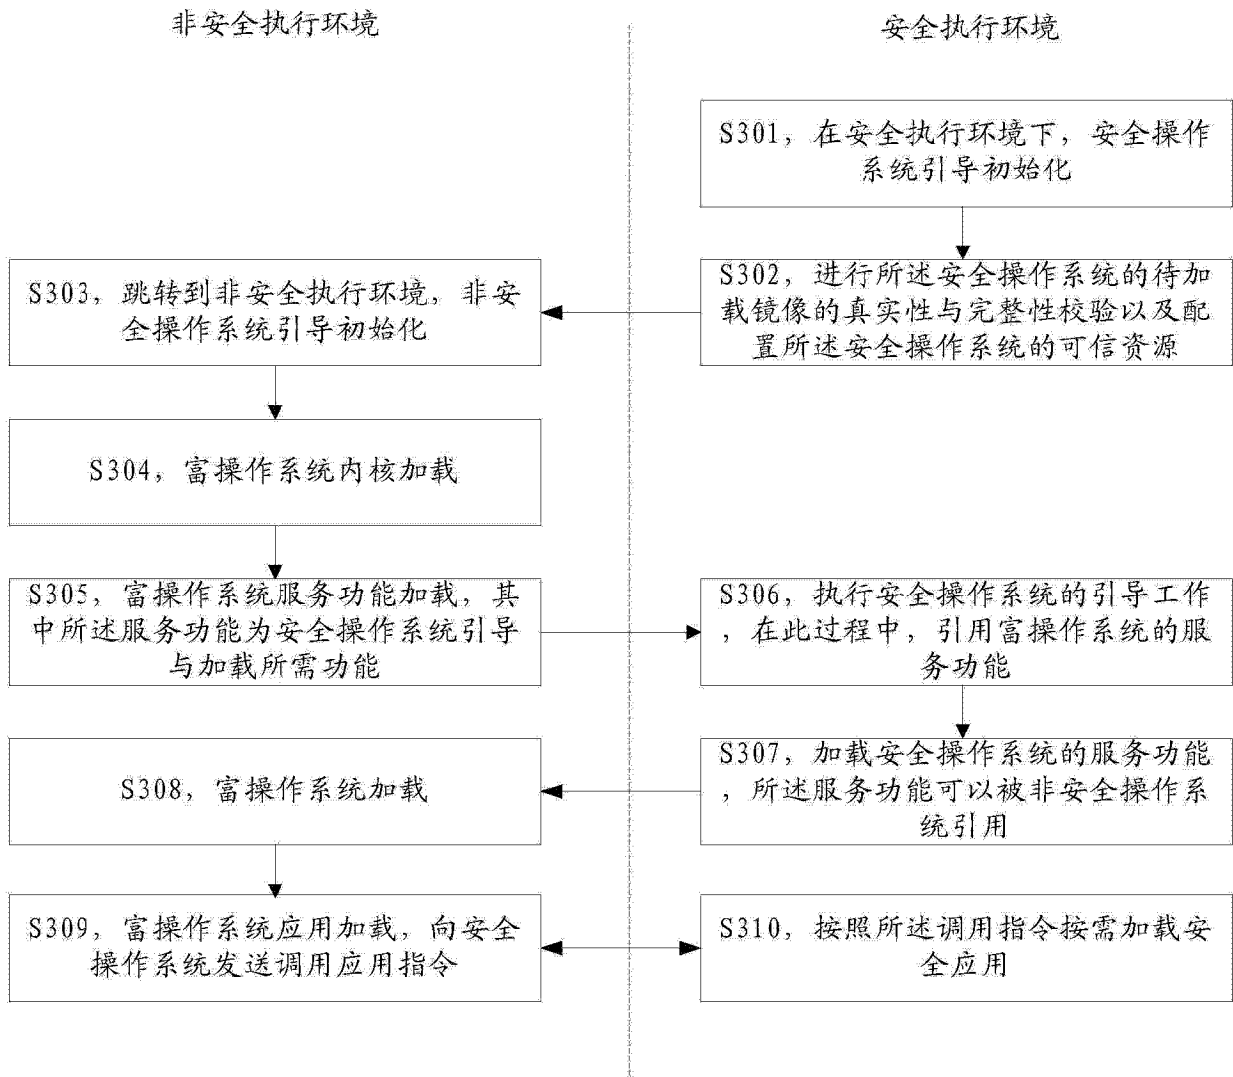 非安全执行环境
安全执行环境
S301，在安全执行环境下，安全操作
系统引导初始化
S302，进行所述安全操作系统的待加
载镜像的真实性与完整性校验以及配
置所述安全操作系统的可信资源
S303，跳转到非安全执行环境，非安
全操作系统引导初始化
S304，富操作系统内核加载
S305，富操作系统服务功能加载，其
中所述服务功能为安全操作系统引导
与加载所需功能
S306，执行安全操作系统的引导工作
，在此过程中，引用富操作系统的服
务功能
S307，加载安全操作系统的服务功能
，所述服务功能可以被非安全操作系
统引用
S308，富操作系统加载
S309，富操作系统应用加载，向安全
操作系统发送调用应用指令
S310，按照所述调用指令按需加载安
全应用